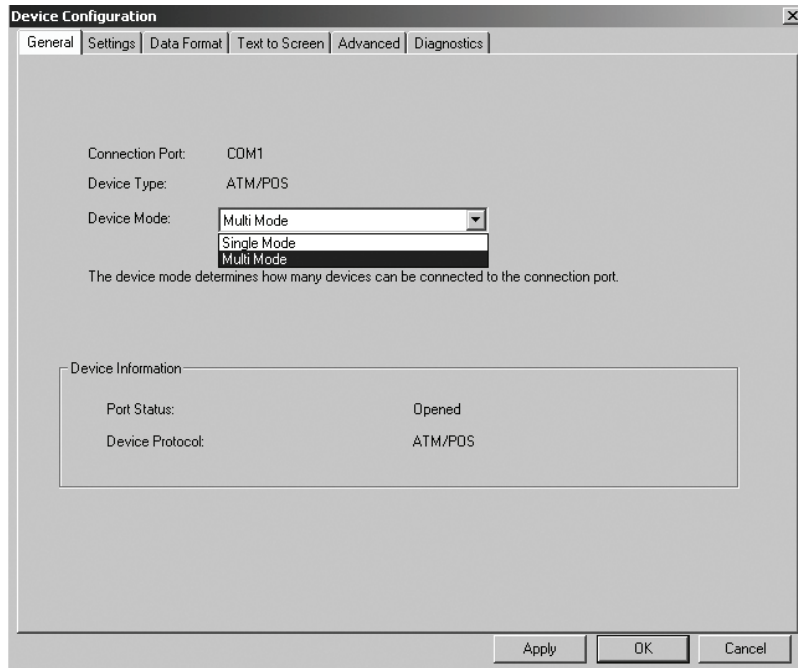 Device Configuration
General Settings Data Format Text to Screen Advanced Diagnostics
Connection Port: COM1
Device Type: ATM/POS
Device Mode: Multi Mode
Single Mode
Multi Mode
The device mode determines how many devices can be connected to the connection port.
Device Information
Port Status: Opened
Device Protocol: ATM/POS
Apply OK Cancel